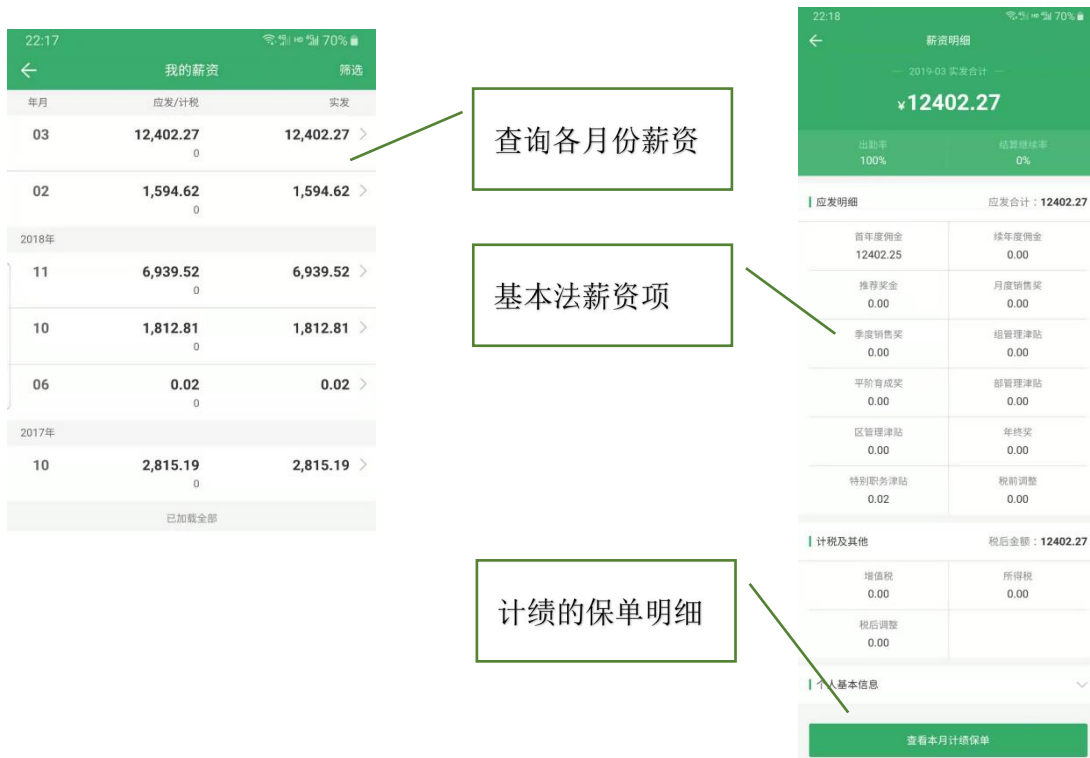 22:17
70%
我的薪资
筛选
年月 应发/计税 实发
03 12,402.27 12,402.27
0
02 1,594.62 1,594.62
0
2018年
11 6,939.52 6,939.52
0
10 1,812.81 1,812.81
0
06 0.02 0.02
0
2017年
10 2,815.19 2,815.19
0
已加载全部
查询各月份薪资
基本法薪资项
计绩的保单明细
22:18
70%
薪资明细
2019-03 实发合计
¥12402.27
出勤率 结算继续率
100% 0%
应发明细 应发合计：12402.27
首年度佣金 续年度佣金
12402.25 0.00
推荐奖金 月度销售奖
0.00 0.00
季度销售奖 组管理津贴
0.00 0.00
平阶育成奖 部管理津贴
0.00 0.00
区管理津贴 年终奖
0.00 0.00
特别职务津贴 税前调整
0.02 0.00
计税及其他 税后金额：12402.27
增值税 所得税
0.00 0.00
税后调整
0.00
个人基本信息
查看本月计绩保单